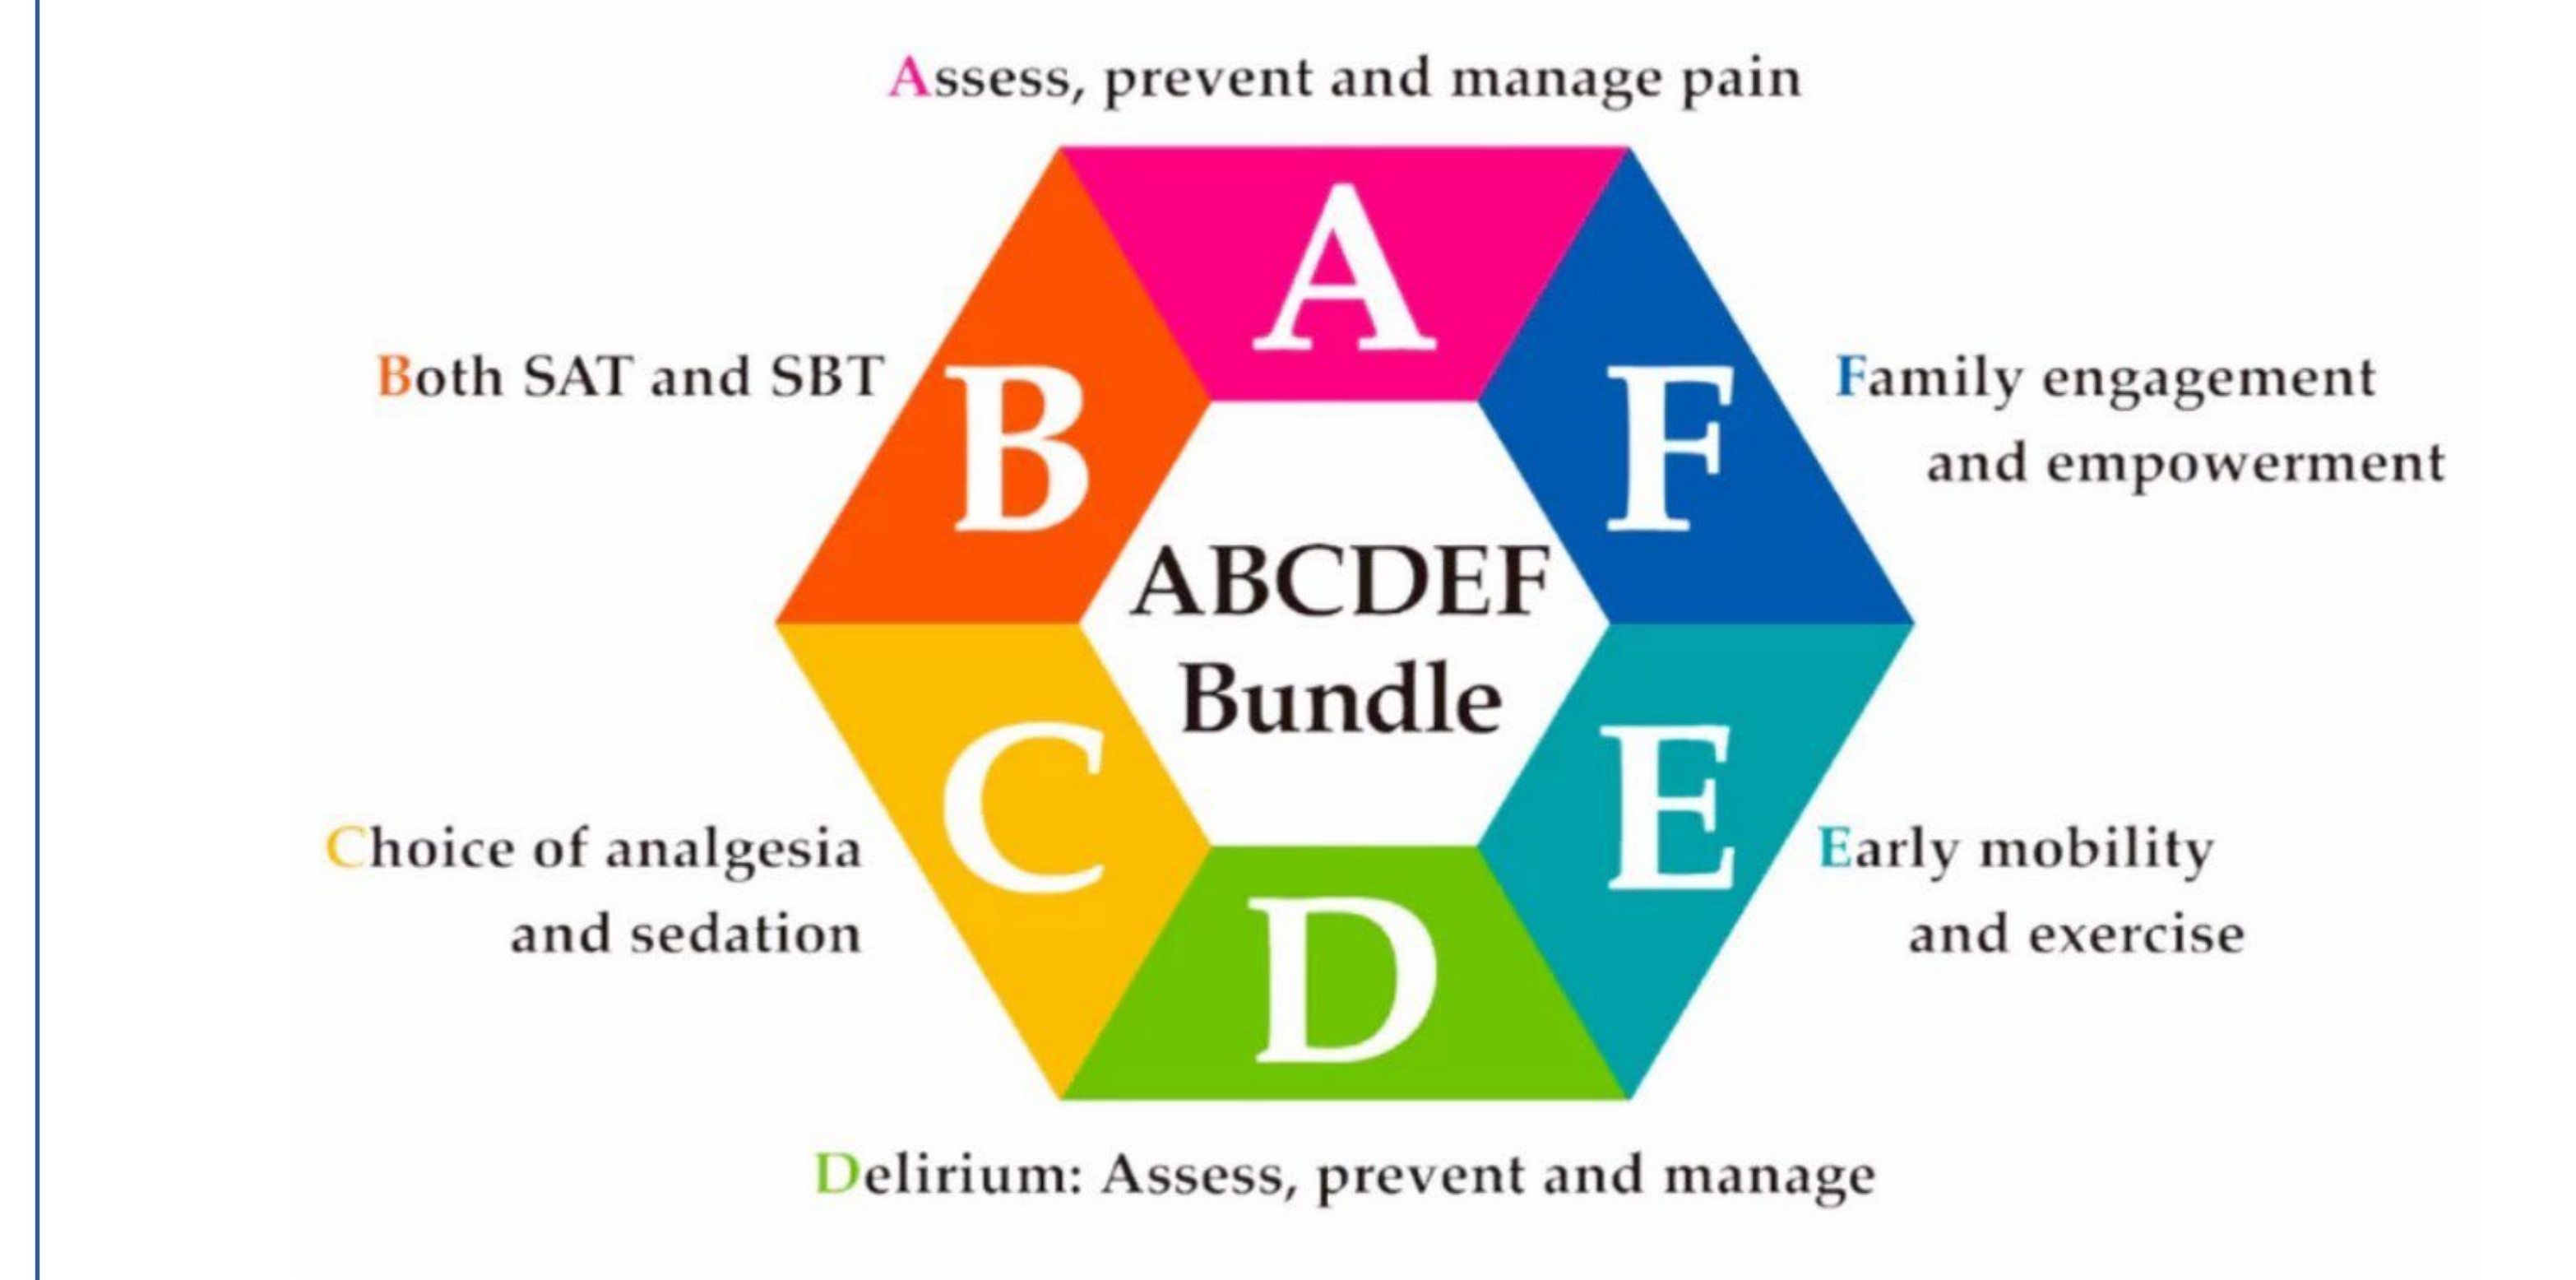 Assess, prevent and manage pain
A
B
F
Both SAT and SBT
Family engagement
and empowerment
ABCDEF
Bundle
C
E
Choice of analgesia
and sedation
Early mobility
and exercise
D
Delirium: Assess, prevent and manage